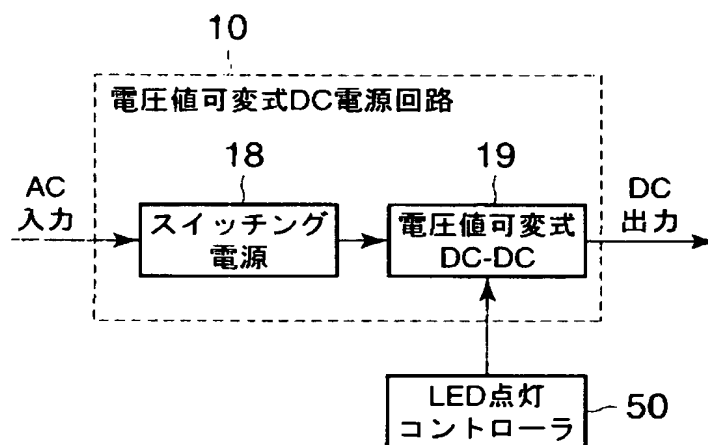 10
電圧値可変式DC電源回路
18
19
AC
入力
スイッチング
電源
電圧値可変式
DC-DC
DC
出力
LED点灯
コントローラ
50